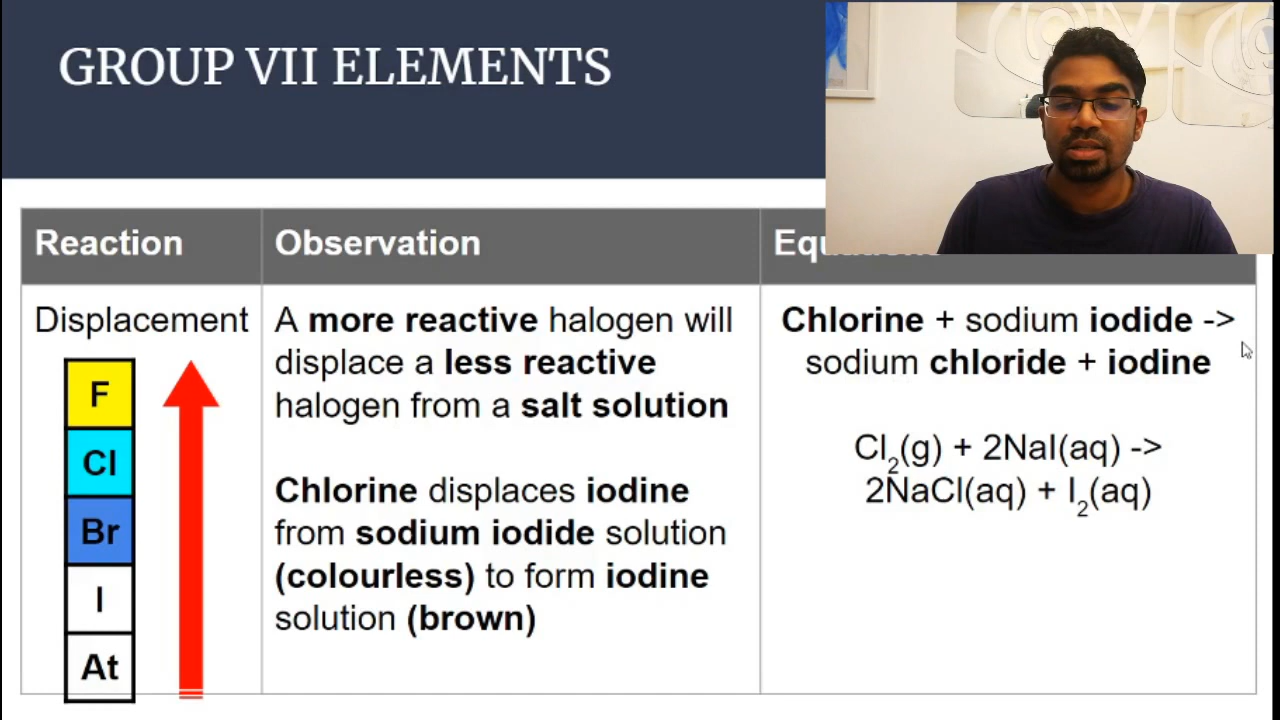 GROUP VII ELEMENTS
Reaction
Observation
Displacement
F
Cl
Br
I
At
A more reactive halogen will
displace a less reactive
halogen from a salt solution
Chlorine displaces iodine
from sodium iodide solution
(colourless) to form iodine
solution (brown)
Chlorine + sodium iodide ->
sodium chloride + iodine
Cl₂(g) + 2NaI(aq) ->
2NaCl(aq) + I₂(aq)